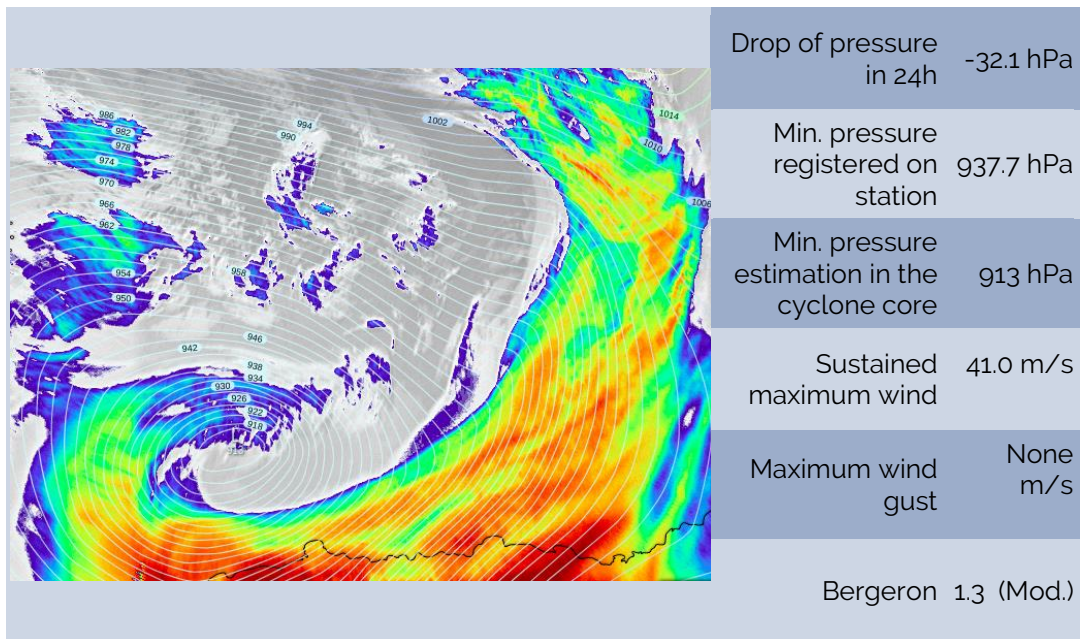 Drop of pressure
in 24h
-32.1 hPa
Min. pressure
registered on
station
937.7 hPa
Min. pressure
estimation in the
cyclone core
913 hPa
Sustained
maximum wind
41.0 m/s
Maximum wind
gust
None
m/s
Bergeron
1.3 (Mod.)
986
982
978
974
970
966
962
954
950
994
990
1002
1014
1010
1006
958
946
942
938
934
930
926
922
918
913